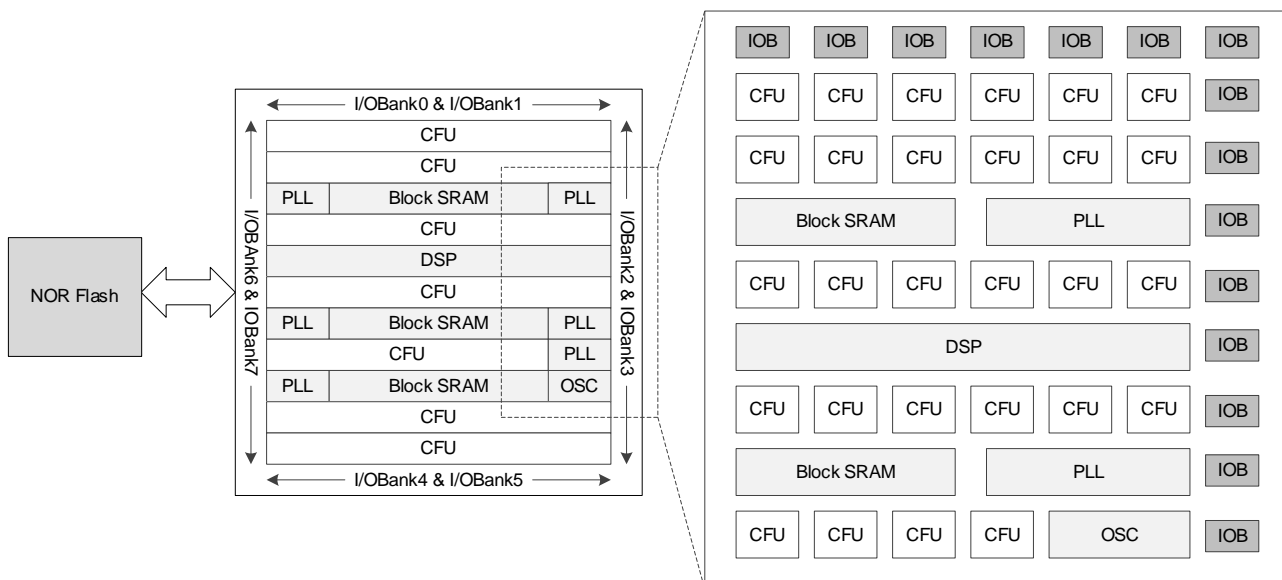 NOR Flash
I/OBank0 & I/OBank1
I/OBAnk6 & IOBank7
I/OBank2 & IOBank3
I/OBank4 & I/OBank5
CFU
CFU
PLL Block SRAM PLL
CFU
DSP
CFU
PLL Block SRAM PLL
CFU PLL
PLL Block SRAM OSC
CFU
CFU
IOB IOB IOB IOB IOB IOB IOB
CFU CFU CFU CFU CFU CFU IOB
CFU CFU CFU CFU CFU CFU IOB
Block SRAM PLL IOB
CFU CFU CFU CFU CFU CFU IOB
DSP IOB
CFU CFU CFU CFU CFU CFU IOB
Block SRAM PLL IOB
CFU CFU CFU CFU OSC IOB